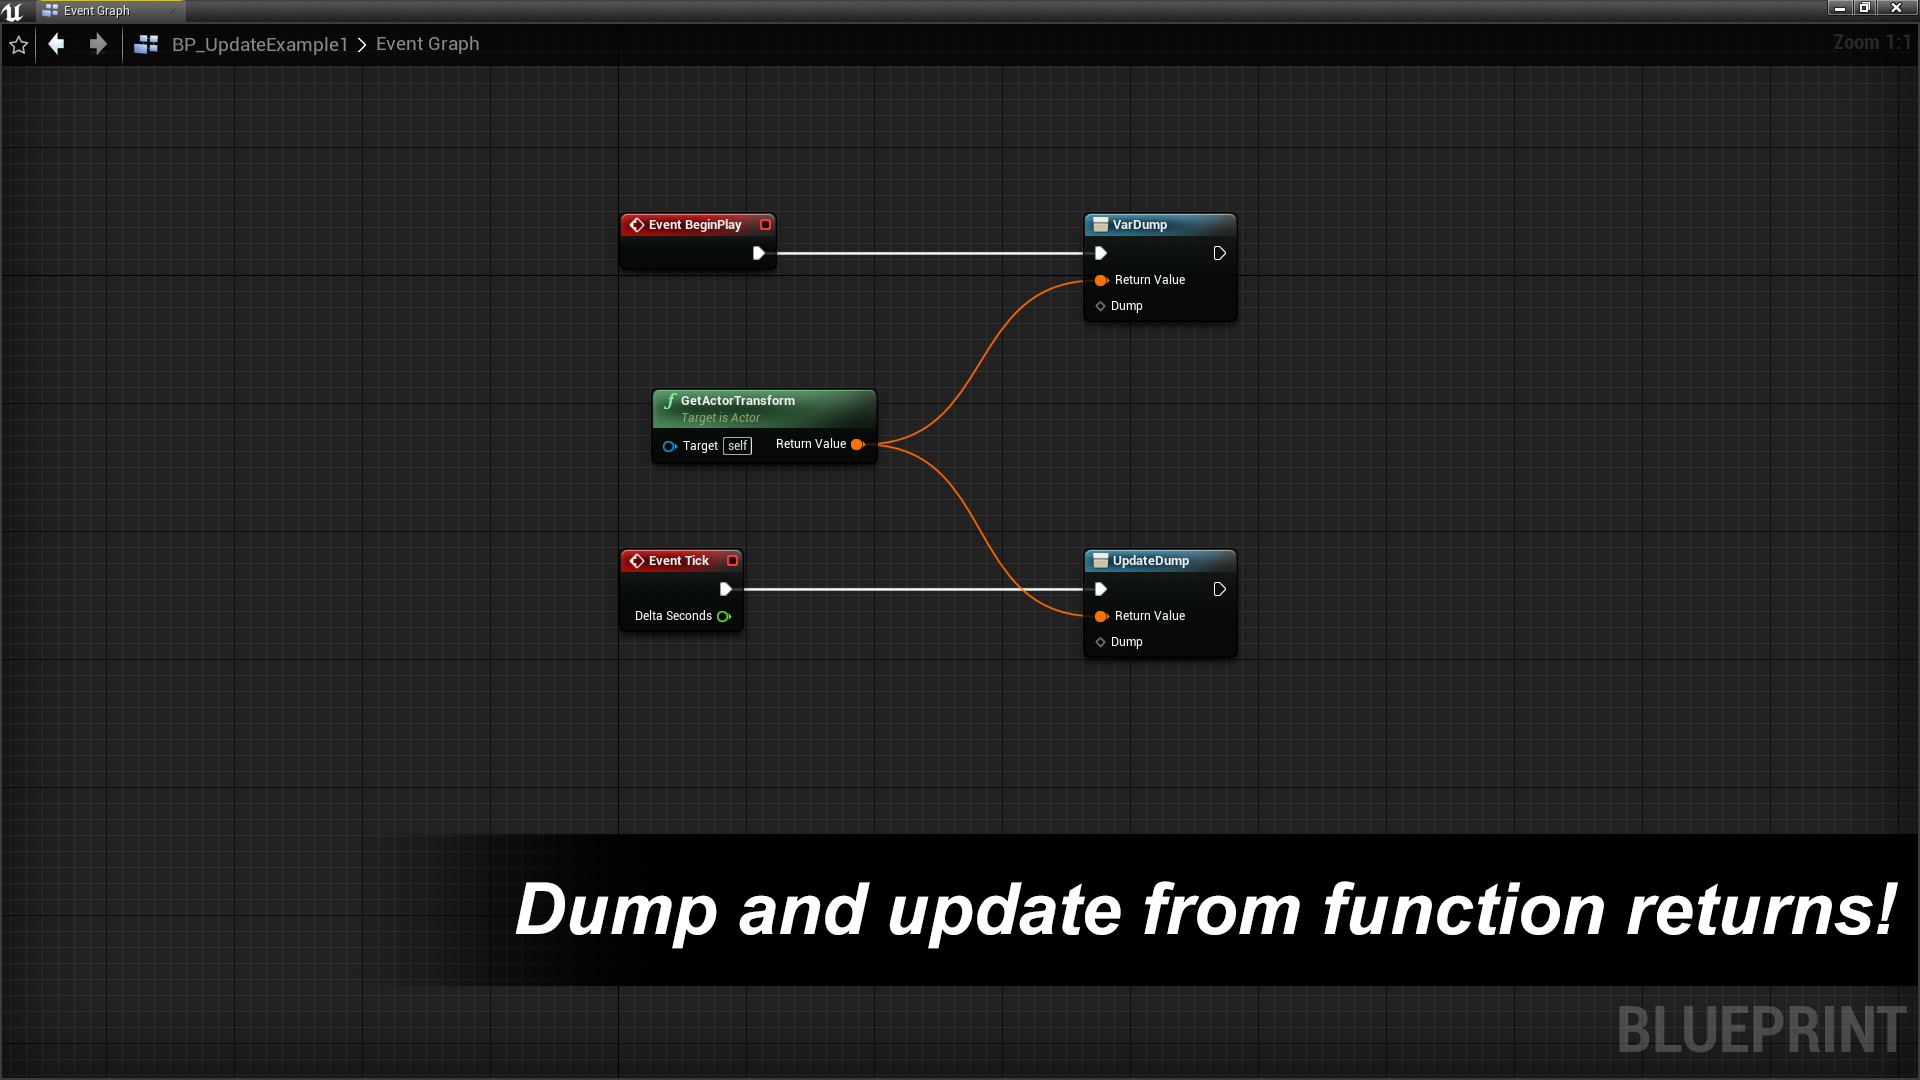 Event Graph
BP_UpdateExample1 > Event Graph
Zoom 1:1
Event BeginPlay
VarDump
Return Value
Dump
GetActorTransform
Target is Actor
Target self Return Value
Event Tick
Delta Seconds
UpdateDump
Return Value
Dump
Dump and update from function returns!
BLUEPRINT